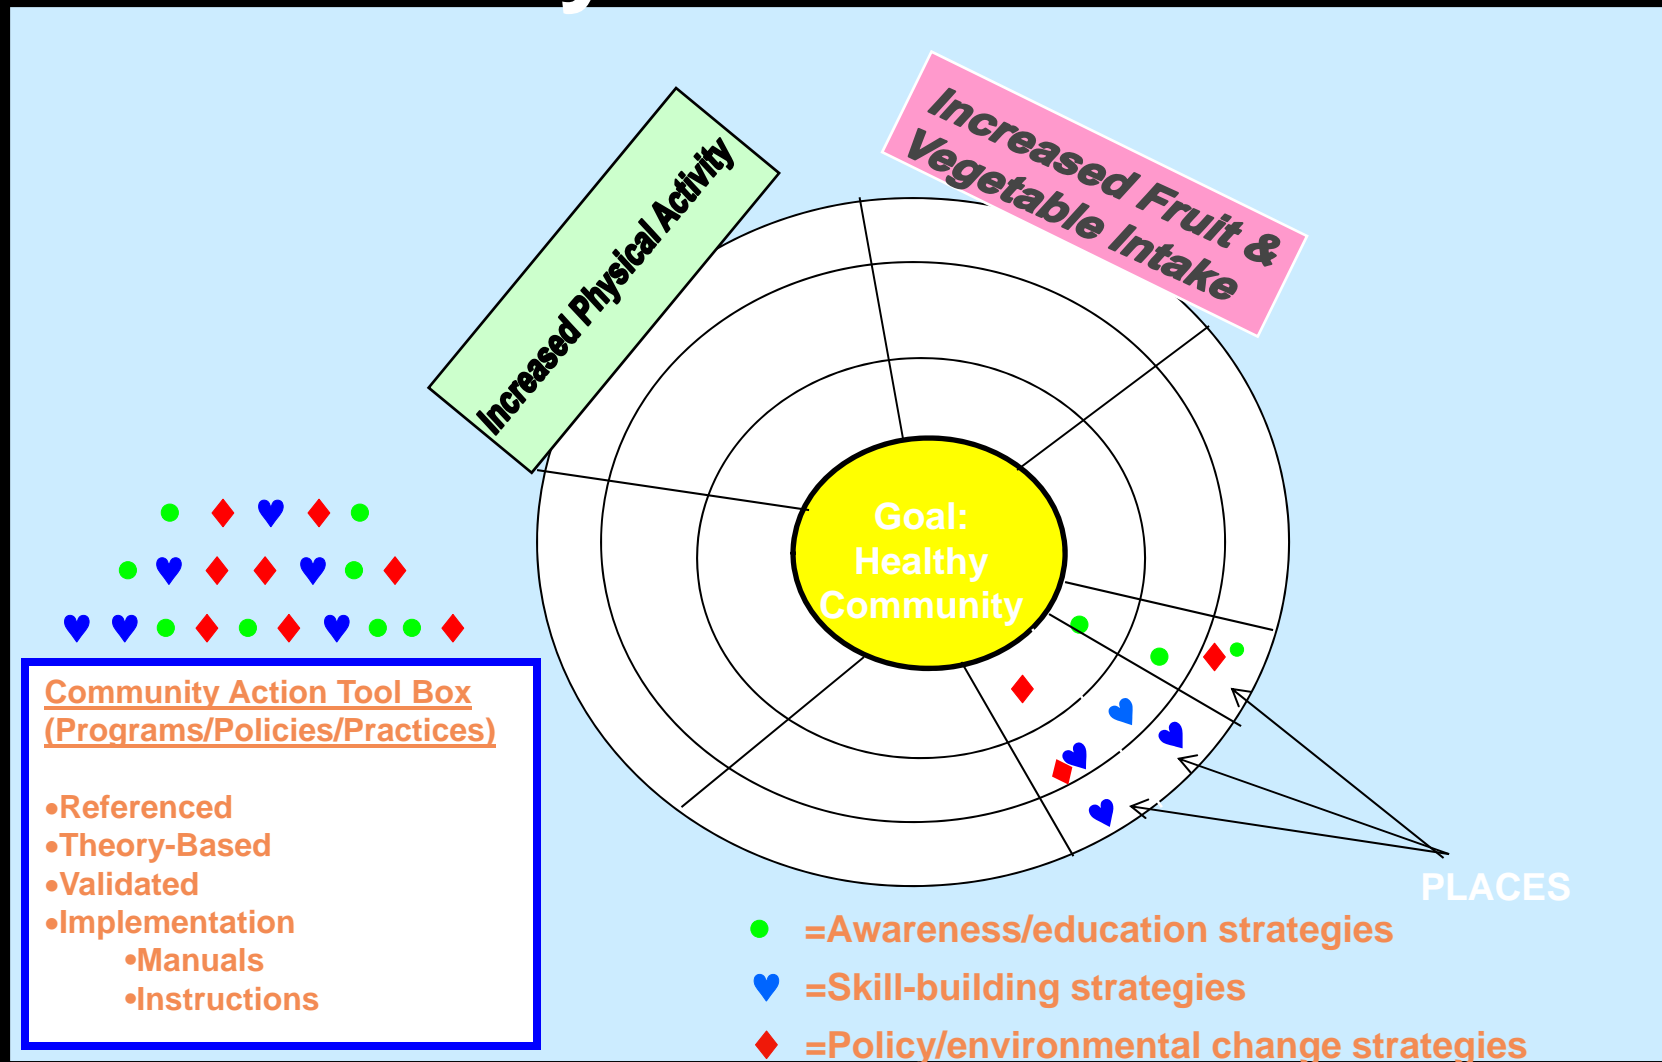 Increased Physical Activity
Increased Fruit &
Vegetable Intake
Goal:
Healthy
Community
Community Action Tool Box
(Programs/Policies/Practices)
•Referenced
•Theory-Based
•Validated
•Implementation
•Manuals
•Instructions
PLACES
=Awareness/education strategies
=Skill-building strategies
=Policy/environmental change strategies